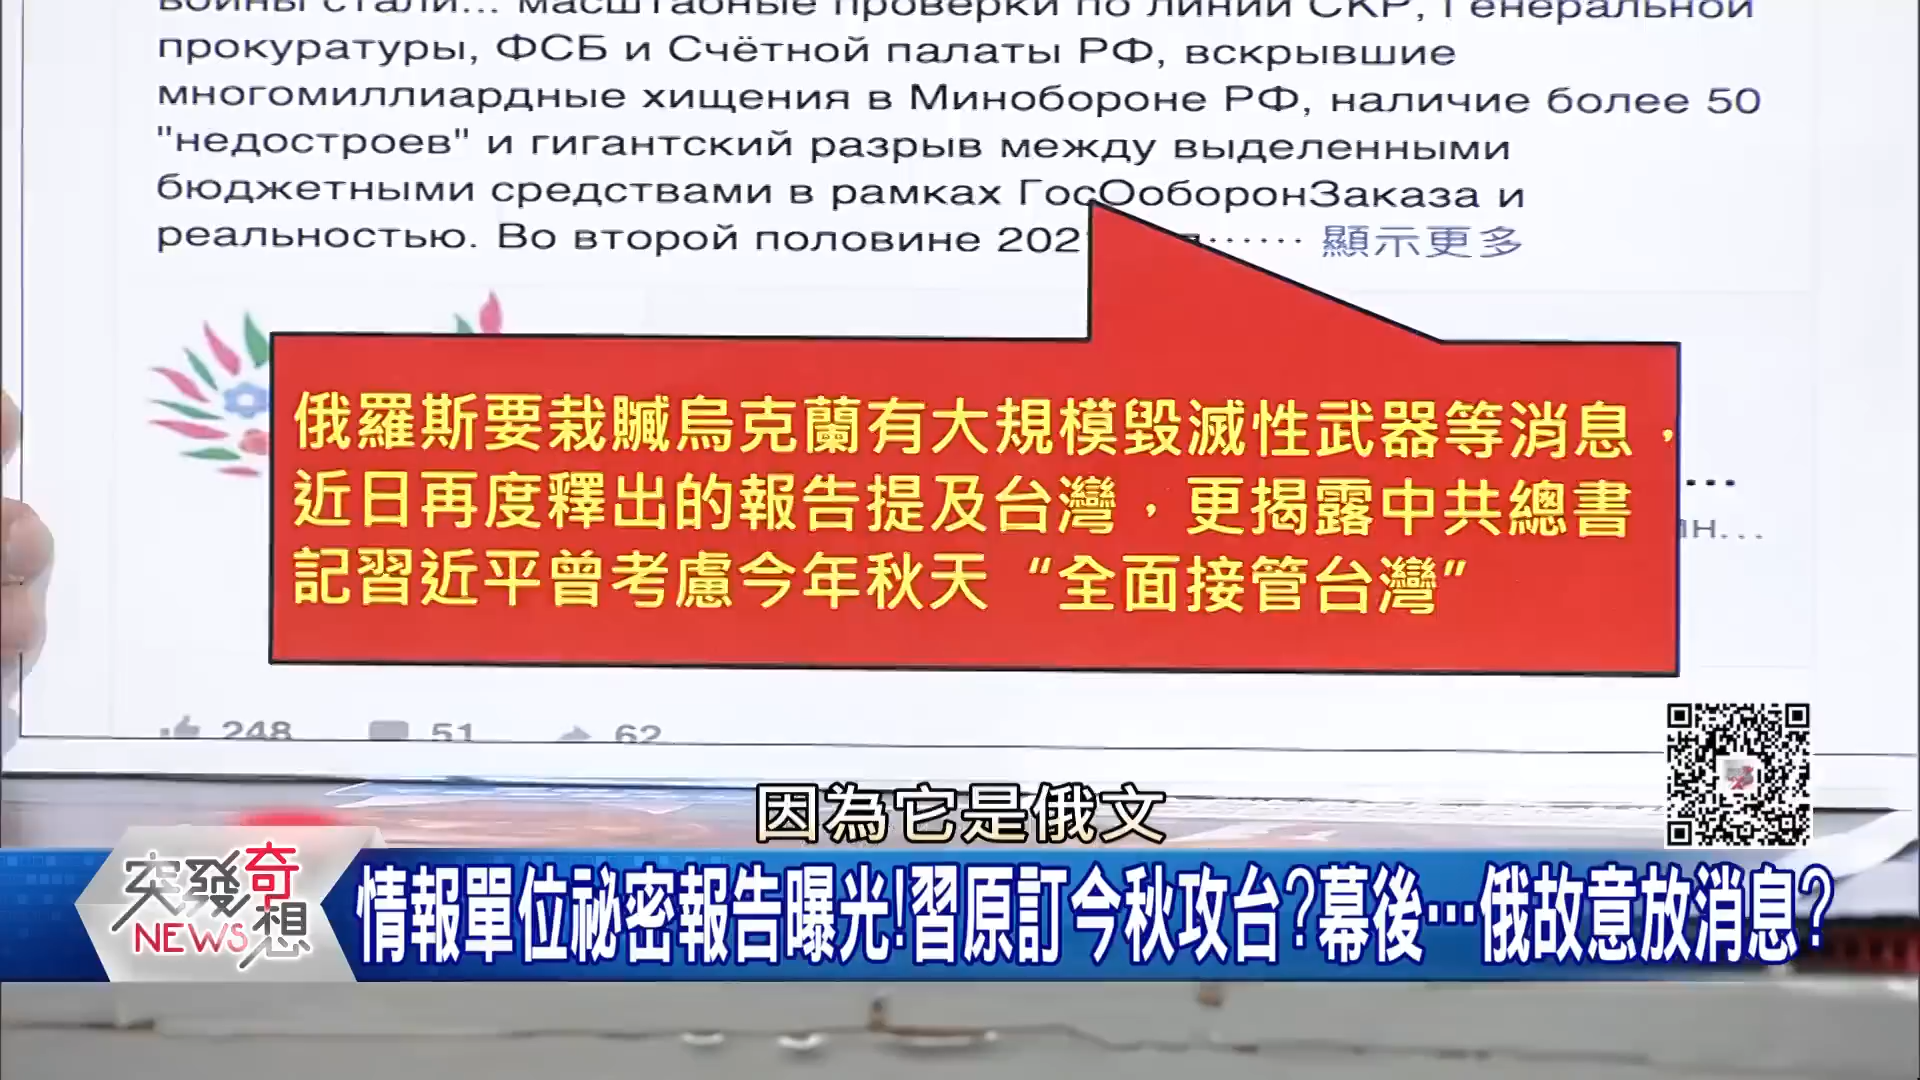 войны стали... масштабные проверки по линии СКР, Генеральной
прокуратуры, ФСБ и Счётной палаты РФ, вскрывшие
многомиллиардные хищения в Минобороне РФ, наличие более 50
"недостроев" и гигантский разрыв между выделенными
бюджетными средствами в рамках ГосОоборонЗаказа и
реальностью. Во второй половине 202 ...... 顯示更多
俄羅斯要栽贓烏克蘭有大規模毀滅性武器等消息，
近日再度釋出的報告提及台灣，更揭露中共總書
記習近平曾考慮今年秋天“全面接管台灣”
248 51 62
因為它是俄文
突發奇想
NEWS
情報單位祕密報告曝光!習原訂今秋攻台?幕後…俄故意放消息?